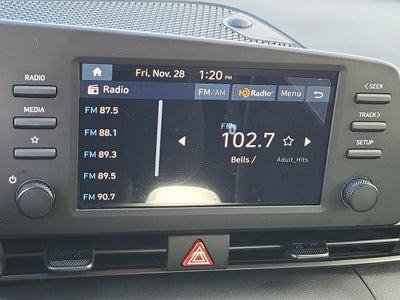 Fri, Nov. 28 1:20 PM
RADIO
Radio FM/AM HD Radio Menu
<SEEK
FM 87.5
MEDIA
FM 88.1
FM
TRACK>
102.7
FM 89.3
SETUP
Bells / Adult_Hits
FM 89.5
FM 90.7